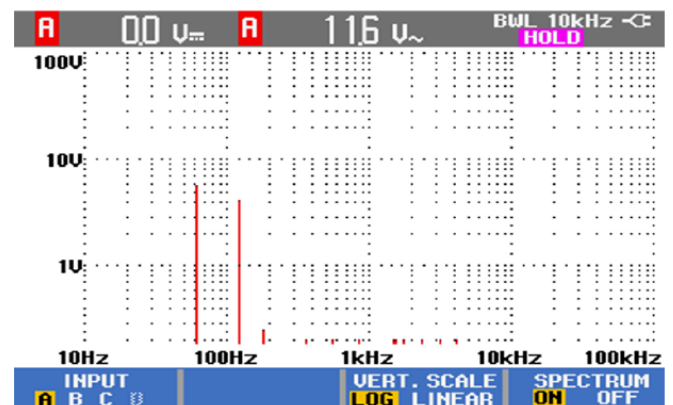 A 0.0 V⎓ A 11.6 V~ BWL 10kHz
HOLD
100V
10V
1V
10Hz 100Hz 1kHz 10kHz 100kHz
INPUT VERT. SCALE SPECTRUM
A B C D LOG LINEAR ON OFF